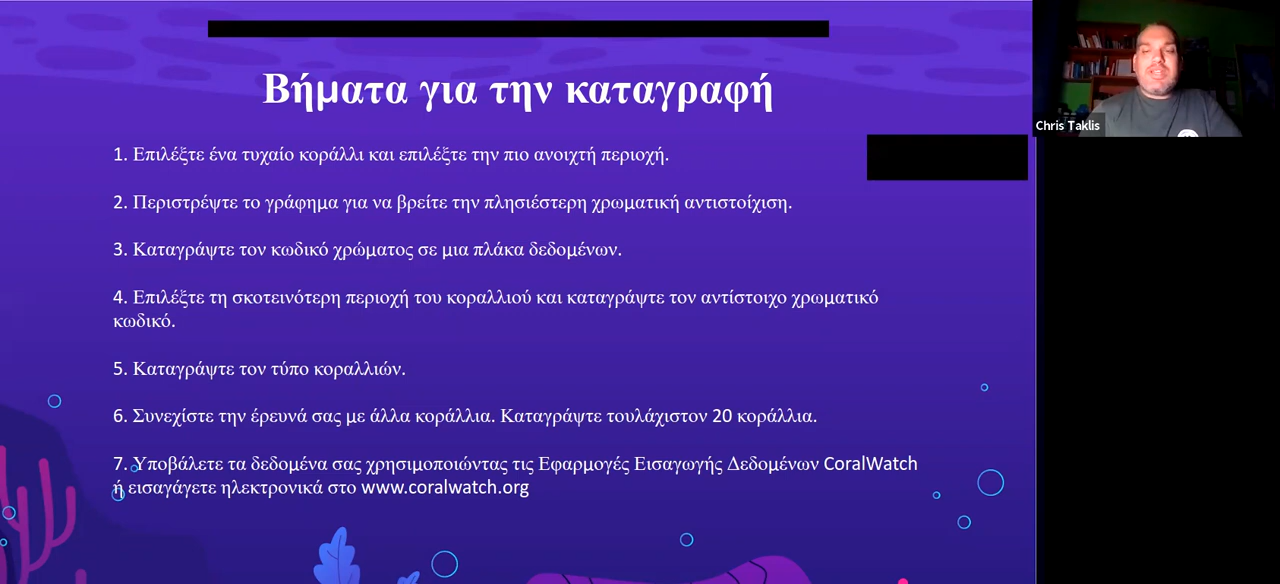 Βήματα για την καταγραφή
1. Επιλέξτε ένα τυχαίο κοράλλι και επιλέξτε την πιο ανοιχτή περιοχή.
2. Περιστρέψτε το γράφημα για να βρείτε την πλησιέστερη χρωματική αντιστοίχιση.
3. Καταγράψτε τον κωδικό χρώματος σε μια πλάκα δεδομένων.
4. Επιλέξτε τη σκοτεινότερη περιοχή του κοραλλιού και καταγράψτε τον αντίστοιχο χρωματικό
κωδικό.
5. Καταγράψτε τον τύπο κοραλλιών.
6. Συνεχίστε την έρευνά σας με άλλα κοράλλια. Καταγράψτε τουλάχιστον 20 κοράλλια.
7. Υποβάλετε τα δεδομένα σας χρησιμοποιώντας τις Εφαρμογές Εισαγωγής Δεδομένων CoralWatch
ή εισαγάγετε ηλεκτρονικά στο www.coralwatch.org
Chris Taklis